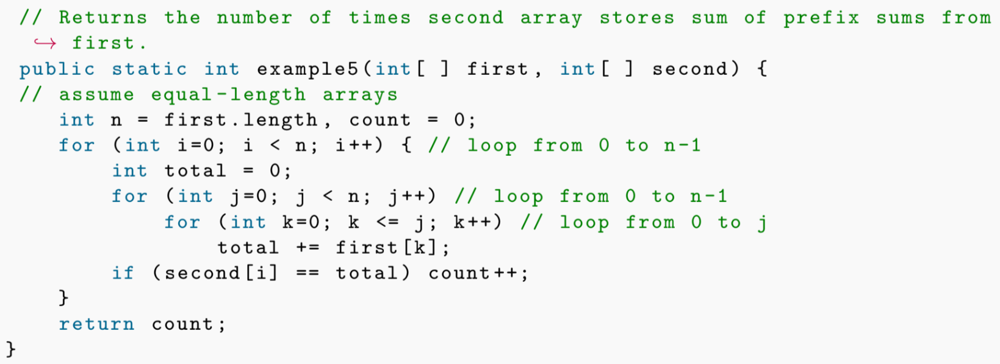 // Returns the number of times second array stores sum of prefix sums from
↪ first.
public static int example5(int[ ] first, int[ ] second) {
// assume equal-length arrays
int n = first.length, count = 0;
for (int i=0; i < n; i++) { // loop from 0 to n-1
int total = 0;
for (int j=0; j < n; j++) // loop from 0 to n-1
for (int k=0; k <= j; k++) // loop from 0 to j
total += first[k];
if (second[i] == total) count++;
}
return count;
}